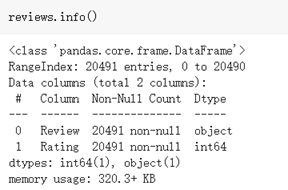 reviews.info()
<class 'pandas.core.frame.DataFrame'>
RangeIndex: 20491 entries, 0 to 20490
Data columns (total 2 columns):
 #   Column  Non-Null Count  Dtype
---  ------  --------------  -----
 0   Review  20491 non-null  object
 1   Rating  20491 non-null  int64
dtypes: int64(1), object(1)
memory usage: 320.3+ KB